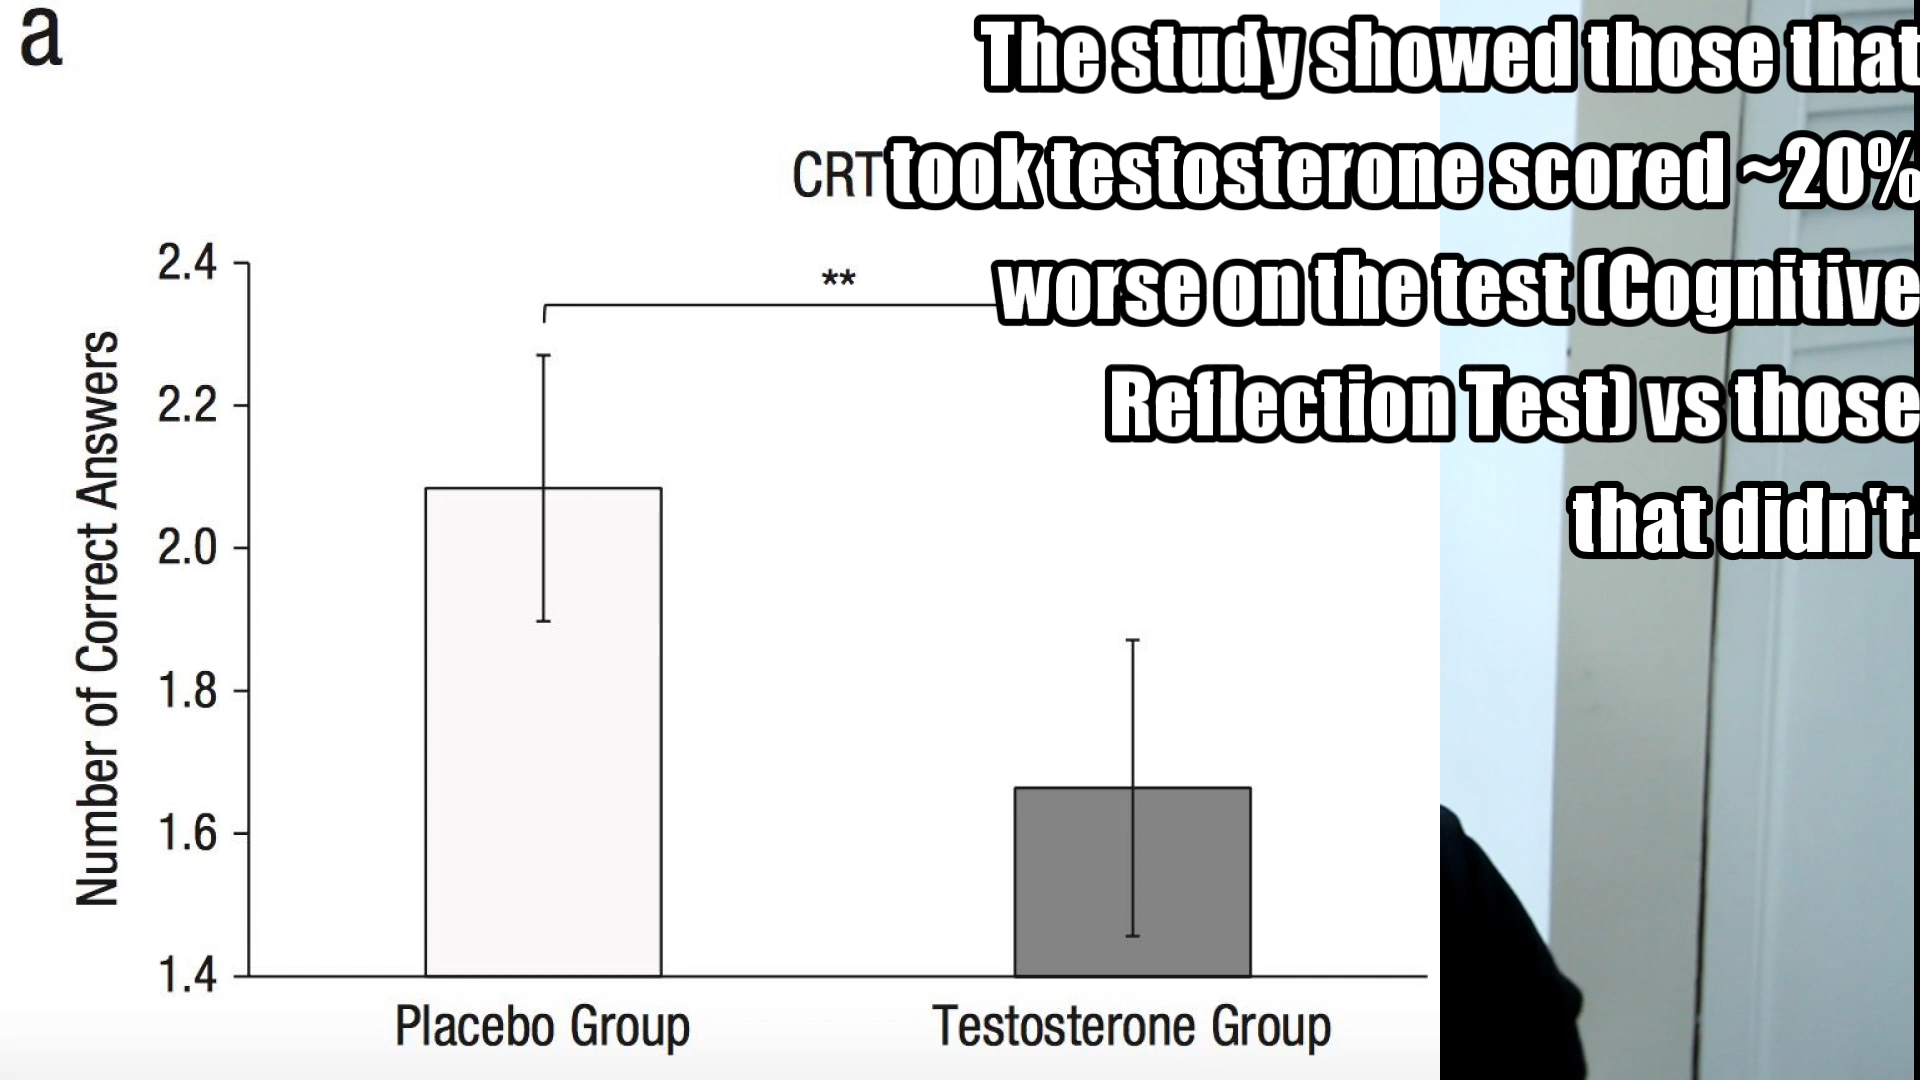 a
The study showed those that
CRT
took testosterone scored ~20%
worse on the test (Cognitive
Reflection Test) vs those
that didn't.
**
2.4
2.2
2.0
1.8
1.6
1.4
Number of Correct Answers
Placebo Group
Testosterone Group